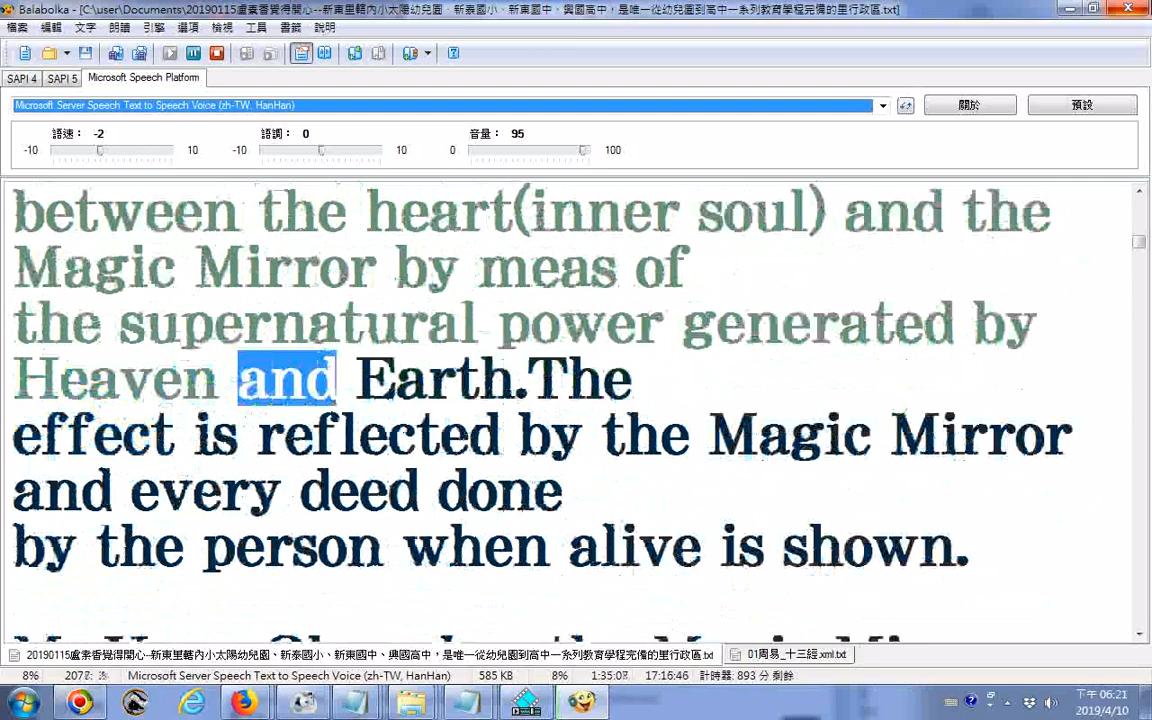 Balabolka - [C:\user\Documents\20190115盧素香覺得開心--新東里轄內小太陽幼兒園、新泰國小、新東國中、興國高中，是唯一從幼兒園到高中一系列教育學程完備的里行政區.txt]
檔案 編輯 文字 朗讀 引擎 選項 檢視 工具 書籤 說明
SAPI 4 SAPI 5 Microsoft Speech Platform
Microsoft Server Speech Text to Speech Voice (zh-TW, HanHan) 關於 預設
語速： -2 語調： 0 音量： 95
-10 10 -10 10 0 100
between the heart(inner soul) and the
Magic Mirror by meas of
the supernatural power generated by
Heaven and Earth.The
effect is reflected by the Magic Mirror
and every deed done
by the person when alive is shown.
20190115盧素香覺得開心--新東里轄內小太陽幼兒園、新泰國小、新東國中、興國高中，是唯一從幼兒園到高中一系列教育學程完備的里行政區.txt 01周易_十三經.xml.txt
8% Microsoft Server Speech Text to Speech Voice (zh-TW, HanHan) 585 KB 8% 17:16:46 計時器: 893 分 剩餘
下午 06:21
2019/4/10